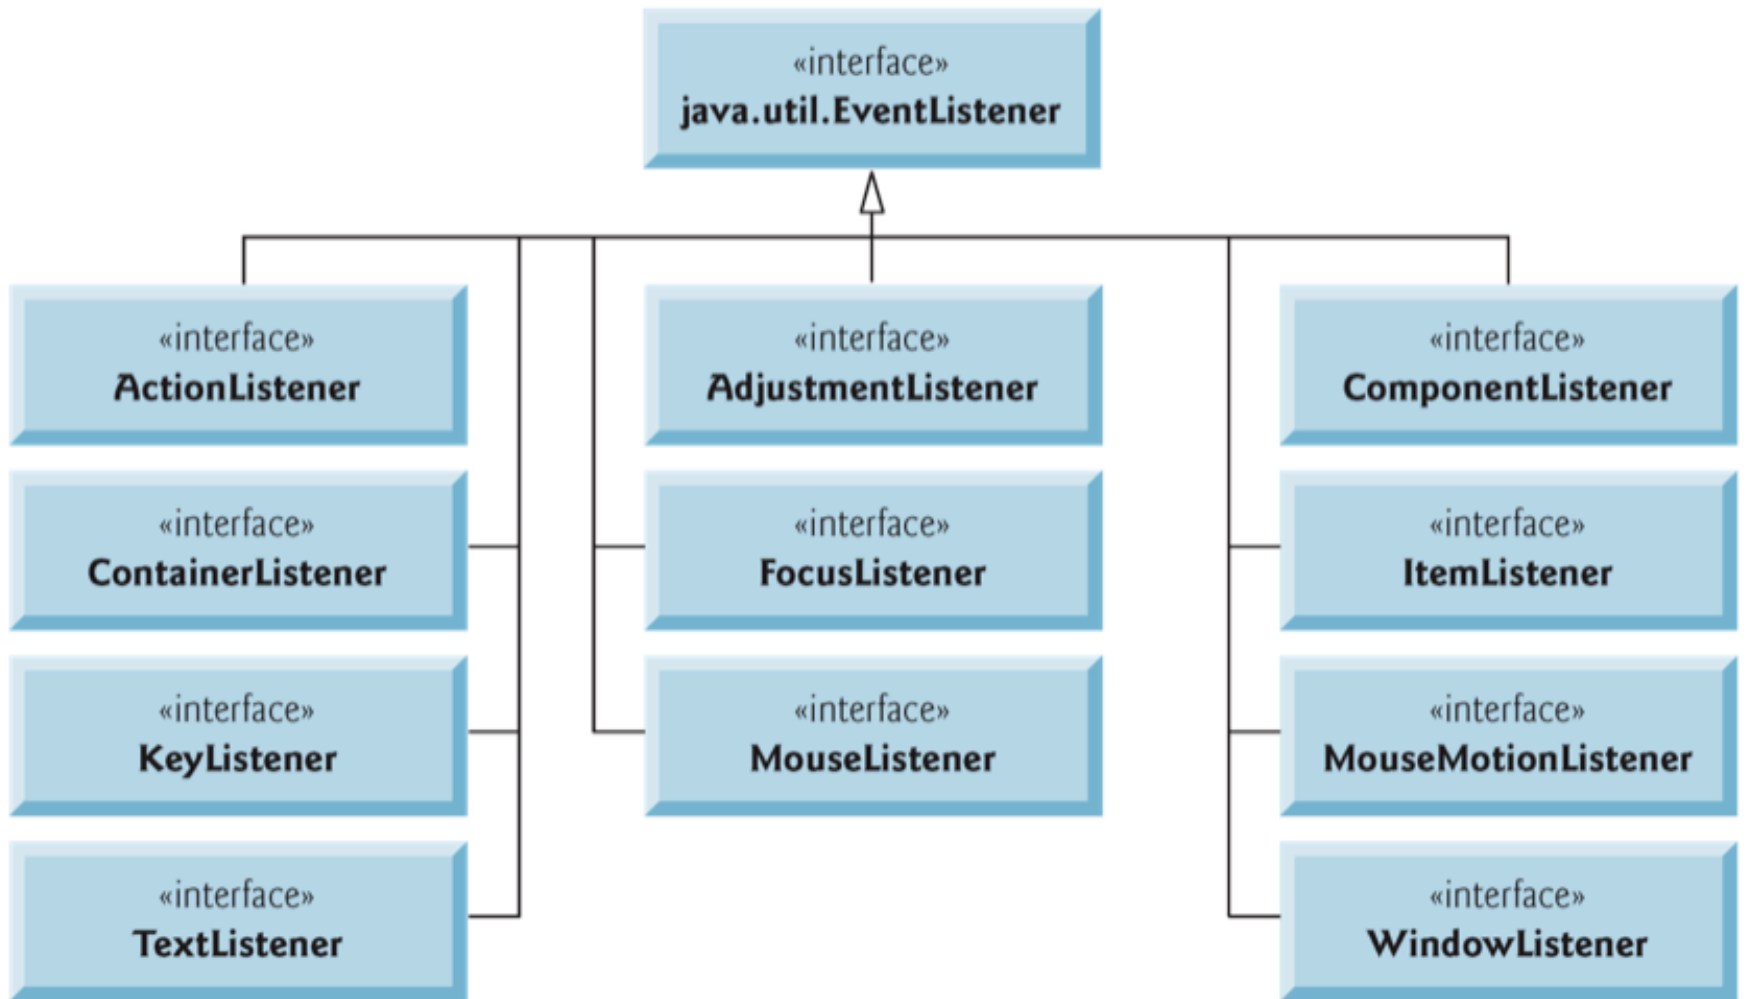 «interface»
java.util.EventListener
«interface»
ActionListener
«interface»
AdjustmentListener
«interface»
ComponentListener
«interface»
ContainerListener
«interface»
FocusListener
«interface»
ItemListener
«interface»
KeyListener
«interface»
MouseListener
«interface»
MouseMotionListener
«interface»
TextListener
«interface»
WindowListener